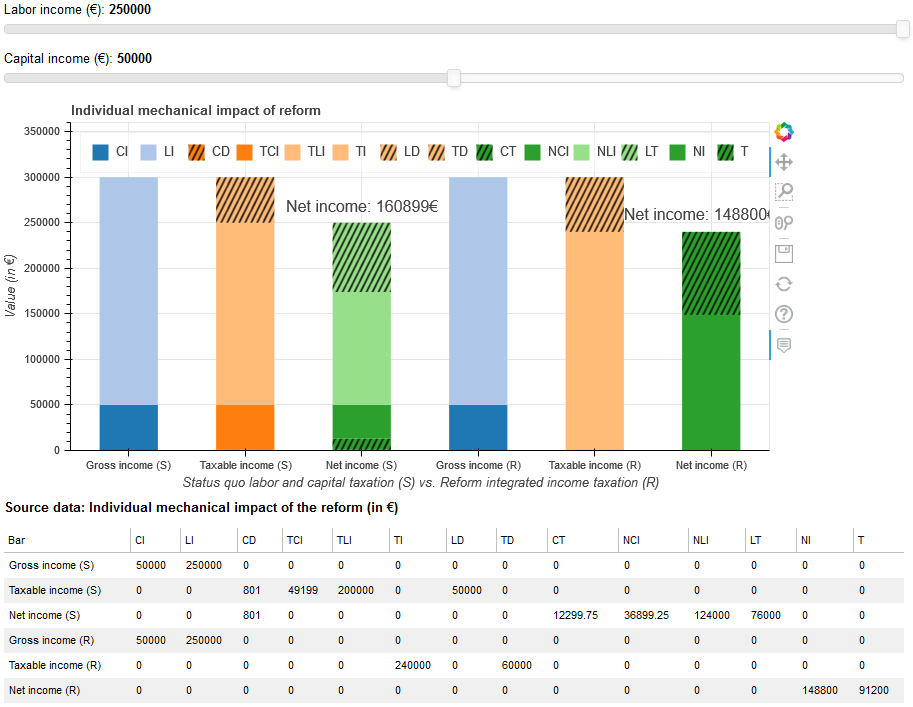 Labor income (€): 250000
Capital income (€): 50000
Individual mechanical impact of reform
CI LI CD TCI TLI TI LD TD CT NCI NLI LT NI T
350000
300000
250000
200000
150000
100000
50000
0
Value (in €)
Net income: 160899€
Net income: 148800€
Gross income (S) Taxable income (S) Net income (S) Gross income (R) Taxable income (R) Net income (R)
Status quo labor and capital taxation (S) vs. Reform integrated income taxation (R)
Source data: Individual mechanical impact of the reform (in €)
Bar CI LI CD TCI TLI TI LD TD CT NCI NLI LT NI T
Gross income (S) 50000 250000 0 0 0 0 0 0 0 0 0 0 0 0
Taxable income (S) 0 0 801 49199 200000 0 50000 0 0 0 0 0 0 0
Net income (S) 0 0 801 0 0 0 0 0 12299.75 36899.25 124000 76000 0 0
Gross income (R) 50000 250000 0 0 0 0 0 0 0 0 0 0 0 0
Taxable income (R) 0 0 0 0 0 240000 0 60000 0 0 0 0 0 0
Net income (R) 0 0 0 0 0 0 0 0 0 0 0 0 148800 91200